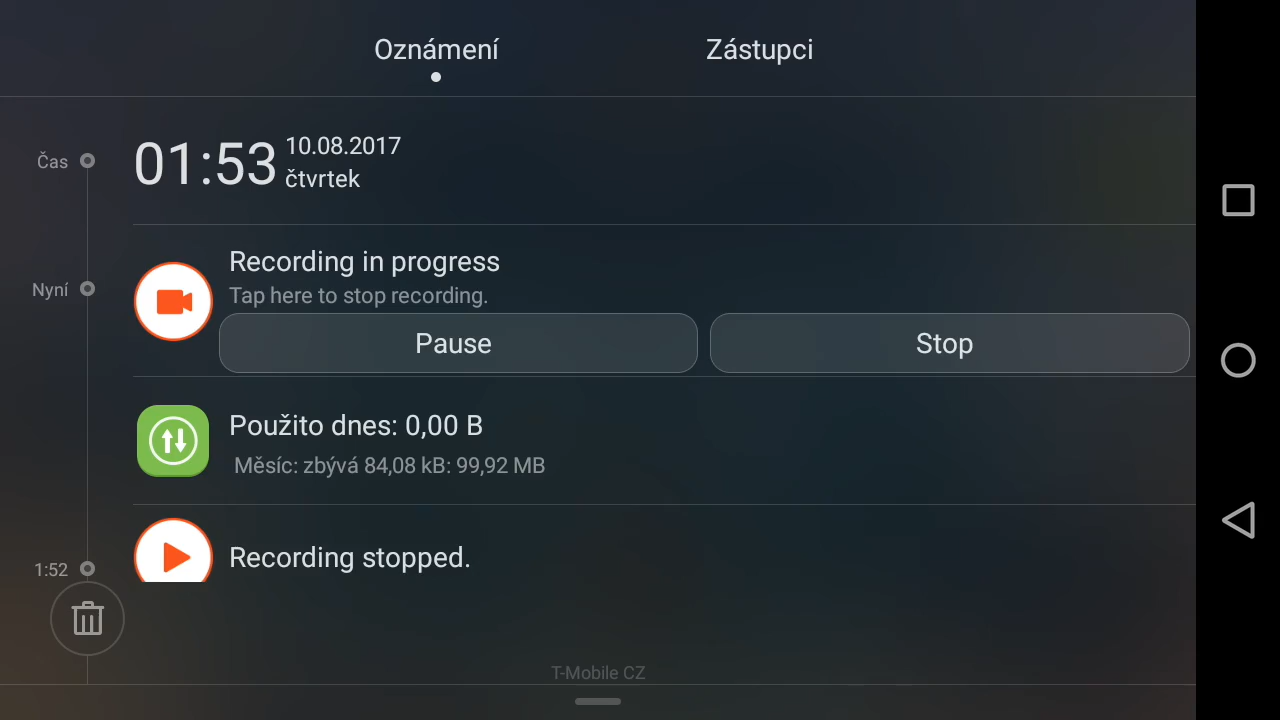 Oznámení
Zástupci
Čas
01:53
10.08.2017
čtvrtek
Nyní
Recording in progress
Tap here to stop recording.
Pause
Stop
Použito dnes: 0,00 B
Měsíc: zbývá 84,08 kB: 99,92 MB
1:52
Recording stopped.
T-Mobile CZ